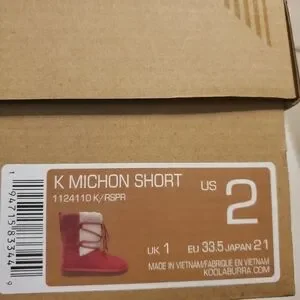 K MICHON SHORT
1124110 K/RSPR
US 2
UK 1 EU 33.5 JAPAN 21
MADE IN VIETNAM/FABRIQUE EN VIETNAM
KOOLABURRA.COM